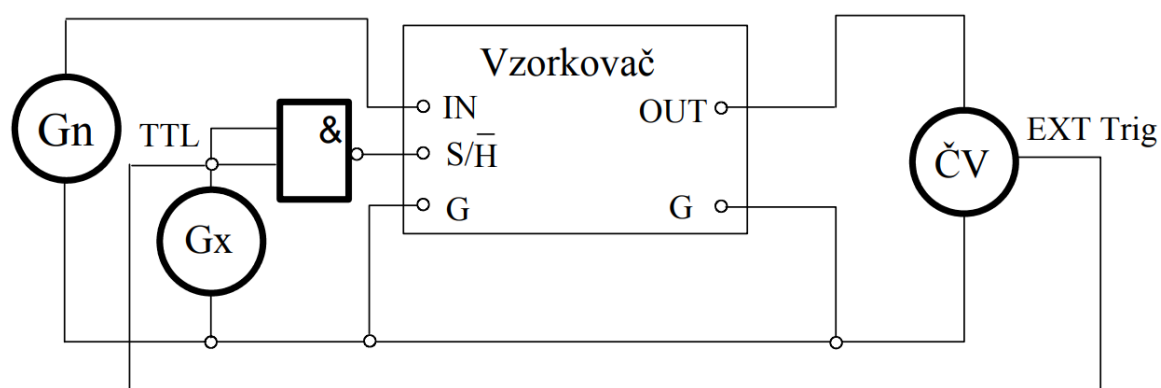 Vzorkovač
Gn
TTL
&
IN
OUT
EXT Trig
S/H̅
ČV
G
G
Gx